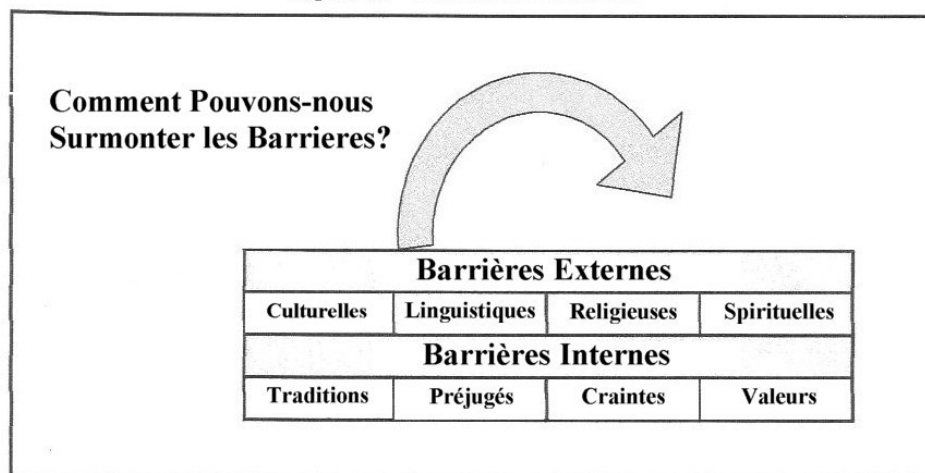 Comment Pouvons-nous
Surmonter les Barrieres?
Barrières Externes
Culturelles Linguistiques Religieuses Spirituelles
Barrières Internes
Traditions Préjugés Craintes Valeurs